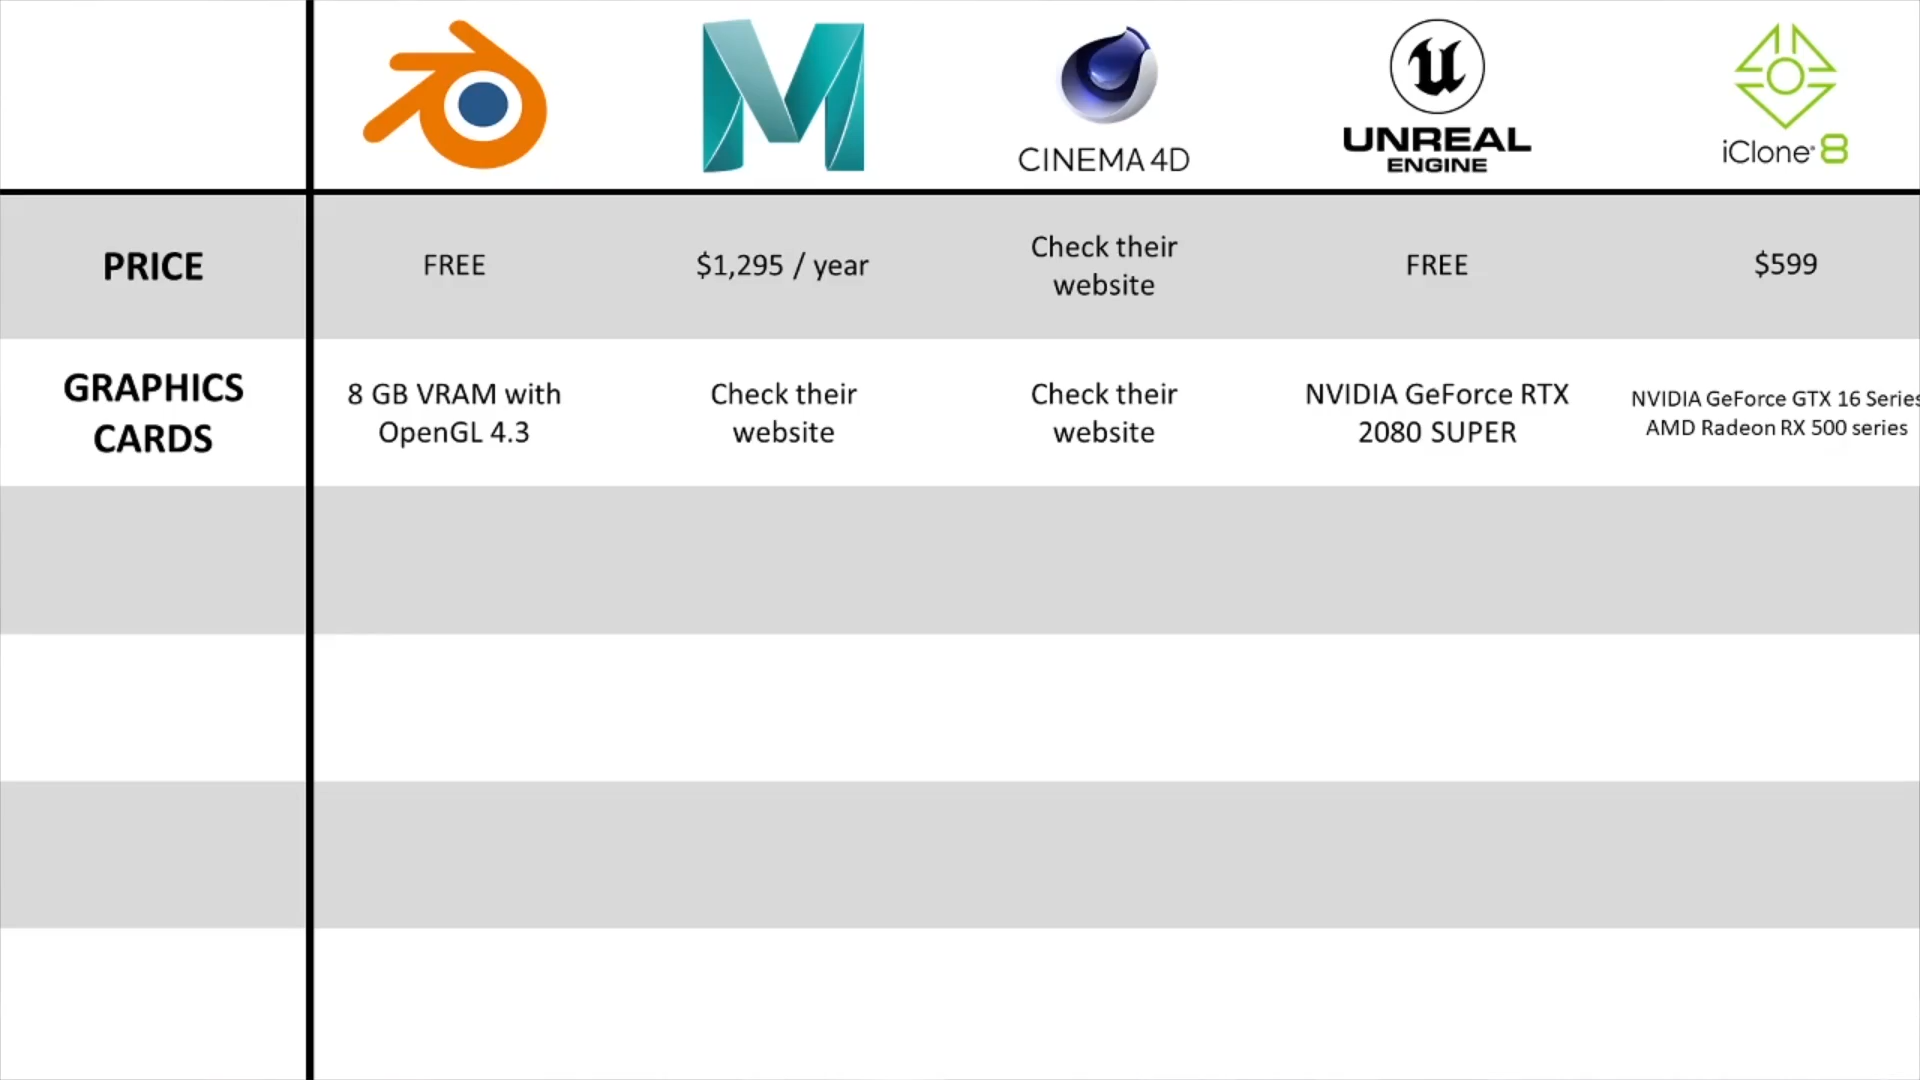 CINEMA 4D
UNREAL
ENGINE
iClone® 8
PRICE
FREE
$1,295 / year
Check their
website
FREE
$599
GRAPHICS
CARDS
8 GB VRAM with
OpenGL 4.3
Check their
website
Check their
website
NVIDIA GeForce RTX
2080 SUPER
NVIDIA GeForce GTX 16 Series
AMD Radeon RX 500 series